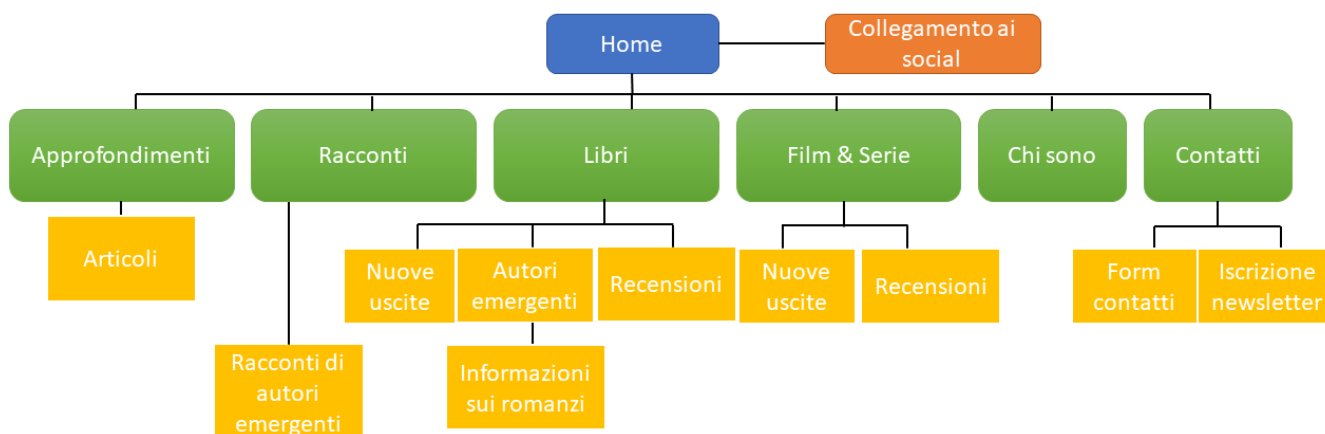 Home
Collegamento ai
social
Approfondimenti
Racconti
Libri
Film & Serie
Chi sono
Contatti
Articoli
Nuove
uscite
Autori
emergenti
Recensioni
Nuove
uscite
Recensioni
Form
contatti
Iscrizione
newsletter
Racconti di
autori
emergenti
Informazioni
sui romanzi